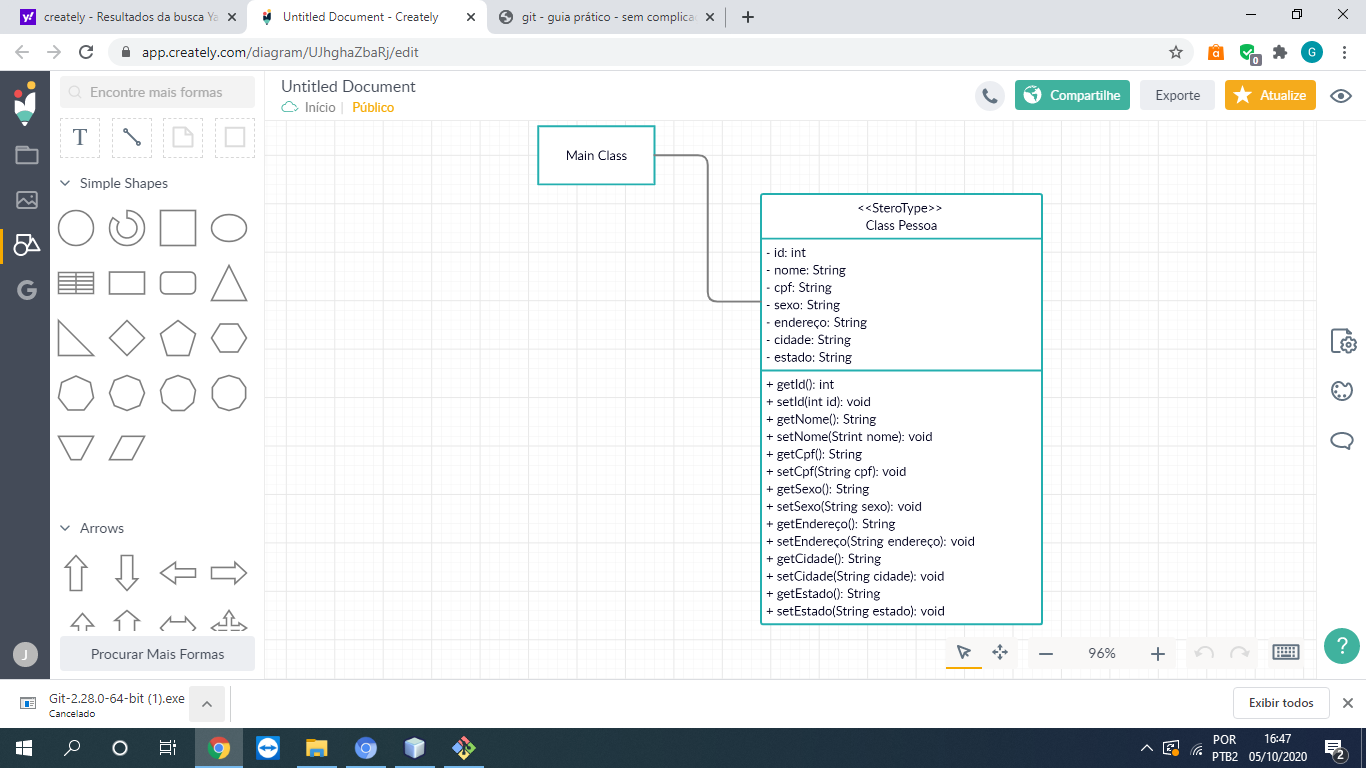 creately - Resultados da busca Ya
Untitled Document - Creately
git - guia prático - sem complica
app.creately.com/diagram/UJhghaZbaRj/edit
a
0
G
Encontre mais formas
Untitled Document
Início | Público
Compartilhe
Exporte
Atualize
T
Simple Shapes
G
Arrows
Procurar Mais Formas
J
Main Class
<<SteroType>>
Class Pessoa
- id: int
- nome: String
- cpf: String
- sexo: String
- endereço: String
- cidade: String
- estado: String
+ getId(): int
+ setId(int id): void
+ getNome(): String
+ setNome(Strint nome): void
+ getCpf(): String
+ setCpf(String cpf): void
+ getSexo(): String
+ setSexo(String sexo): void
+ getEndereço(): String
+ setEndereço(String endereço): void
+ getCidade(): String
+ setCidade(String cidade): void
+ getEstado(): String
+ setEstado(String estado): void
96%
?
Git-2.28.0-64-bit (1).exe
Cancelado
Exibir todos
POR
PTB2
16:47
05/10/2020
2